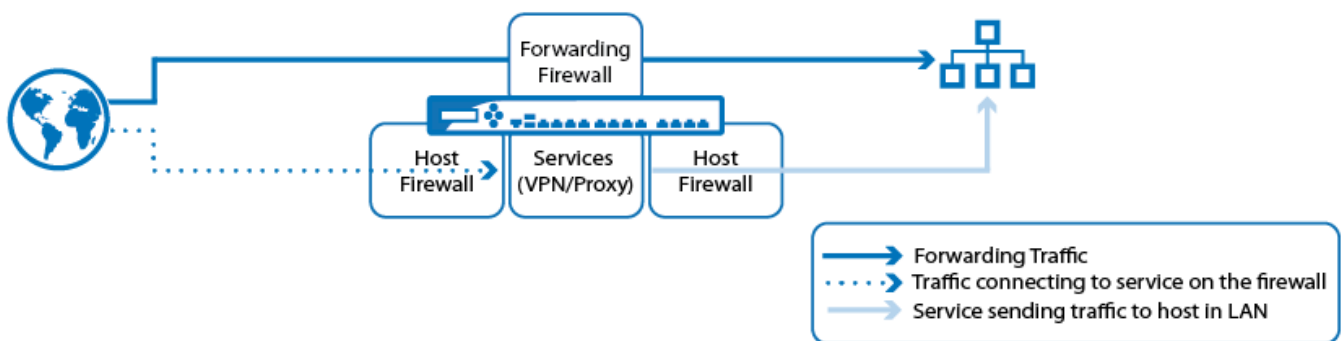 Forwarding
Firewall
Host
Firewall
Services
(VPN/Proxy)
Host
Firewall
Forwarding Traffic
Traffic connecting to service on the firewall
Service sending traffic to host in LAN